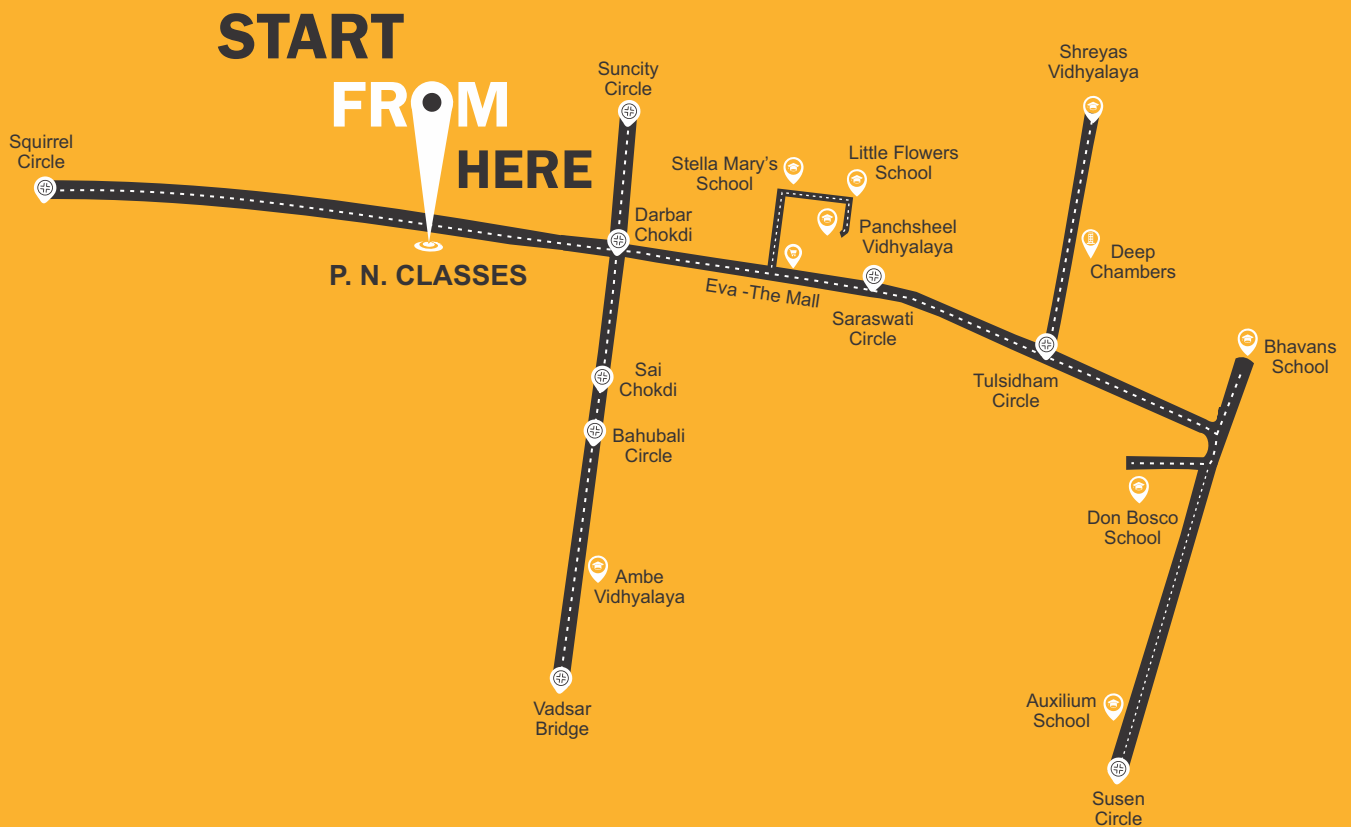 START
FROM
HERE
Squirrel
Circle
P. N. CLASSES
Suncity
Circle
Darbar
Chokdi
Stella Mary's
School
Little Flowers
School
Panchsheel
Vidhyalaya
Eva -The Mall
Saraswati
Circle
Shreyas
Vidhyalaya
Deep
Chambers
Tulsidham
Circle
Bhavans
School
Sai
Chokdi
Bahubali
Circle
Don Bosco
School
Ambe
Vidhyalaya
Vadsar
Bridge
Auxilium
School
Susen
Circle